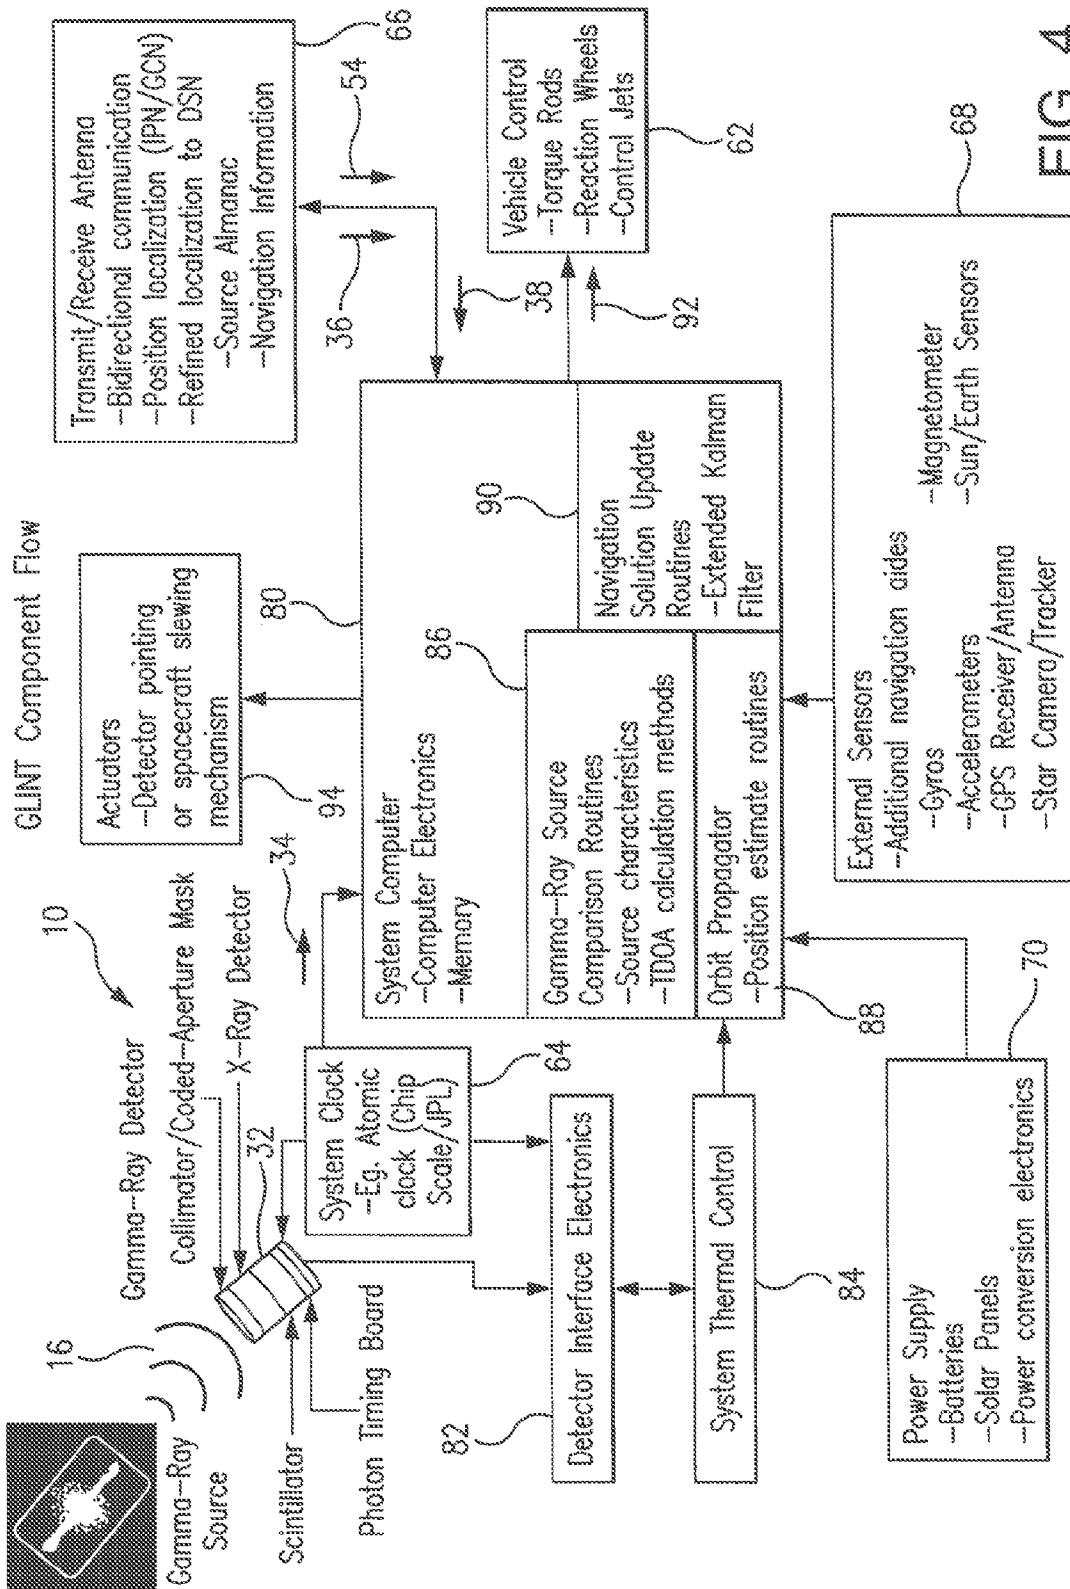 GLINT Component Flow
10
Gamma-Ray Detector
Collimator/Coded-Aperture Mask
X-Ray Detector
32
16
Gamma-Ray
Source
Scintillator
Photon Timing Board
34
System Clock
-Eg. Atomic
clock (Chip
Scale/JPL)
64
82
Detector Interface Electronics
System Thermal Control
84
Power Supply
-Batteries
-Solar Panels
-Power conversion electronics
70
Actuators
-Detector pointing
or spacecraft slewing
mechanism
94
80
System Computer
-Computer Electronics
-Memory
86
Gamma-Ray Source
Comparison Routines
-Source characteristics
-TDOA calculation methods
Orbit Propagator
-Position estimate routines
88
90
Navigation
Solution Update
Routines
-Extended Kalman
Filter
Transmit/Receive Antenna
-Bidirectional communication
-Position localization (IPN/GCN)
-Refined localization to DSN
-Source Almanac
-Navigation Information
66
36
54
38
92
Vehicle Control
-Torque Rods
-Reaction Wheels
-Control Jets
62
External Sensors
-Additional navigation aides
-Gyros
-Accelerometers
-GPS Receiver/Antenna
-Star Camera/Tracker
-Magnetometer
-Sun/Earth Sensors
68
FIG. 4